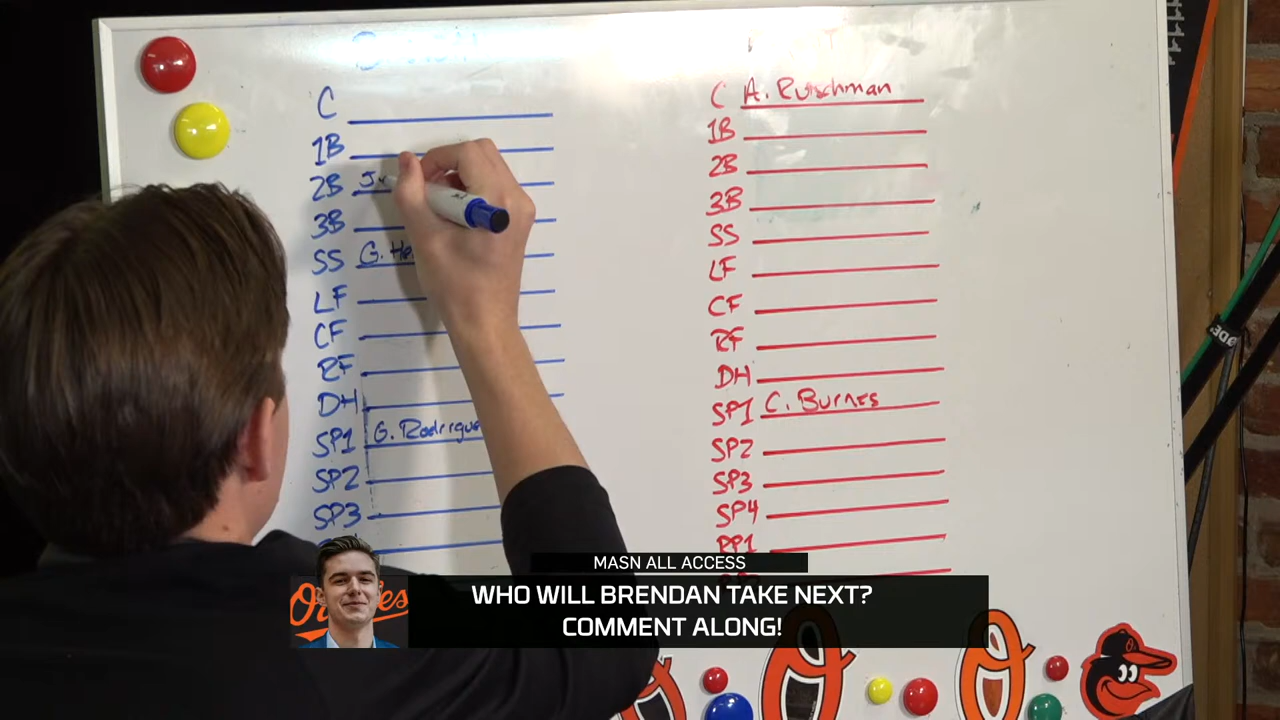 C
1B
2B
3B
SS G. He
LF
CF
RF
DH
SP1 G. Rodrigue
SP2
SP3
C A. Rutschman
1B
2B
3B
SS
LF
CF
RF
DH
SP1 C. Burnes
SP2
SP3
SP4
RP1
MASN ALL ACCESS
WHO WILL BRENDAN TAKE NEXT?
COMMENT ALONG!